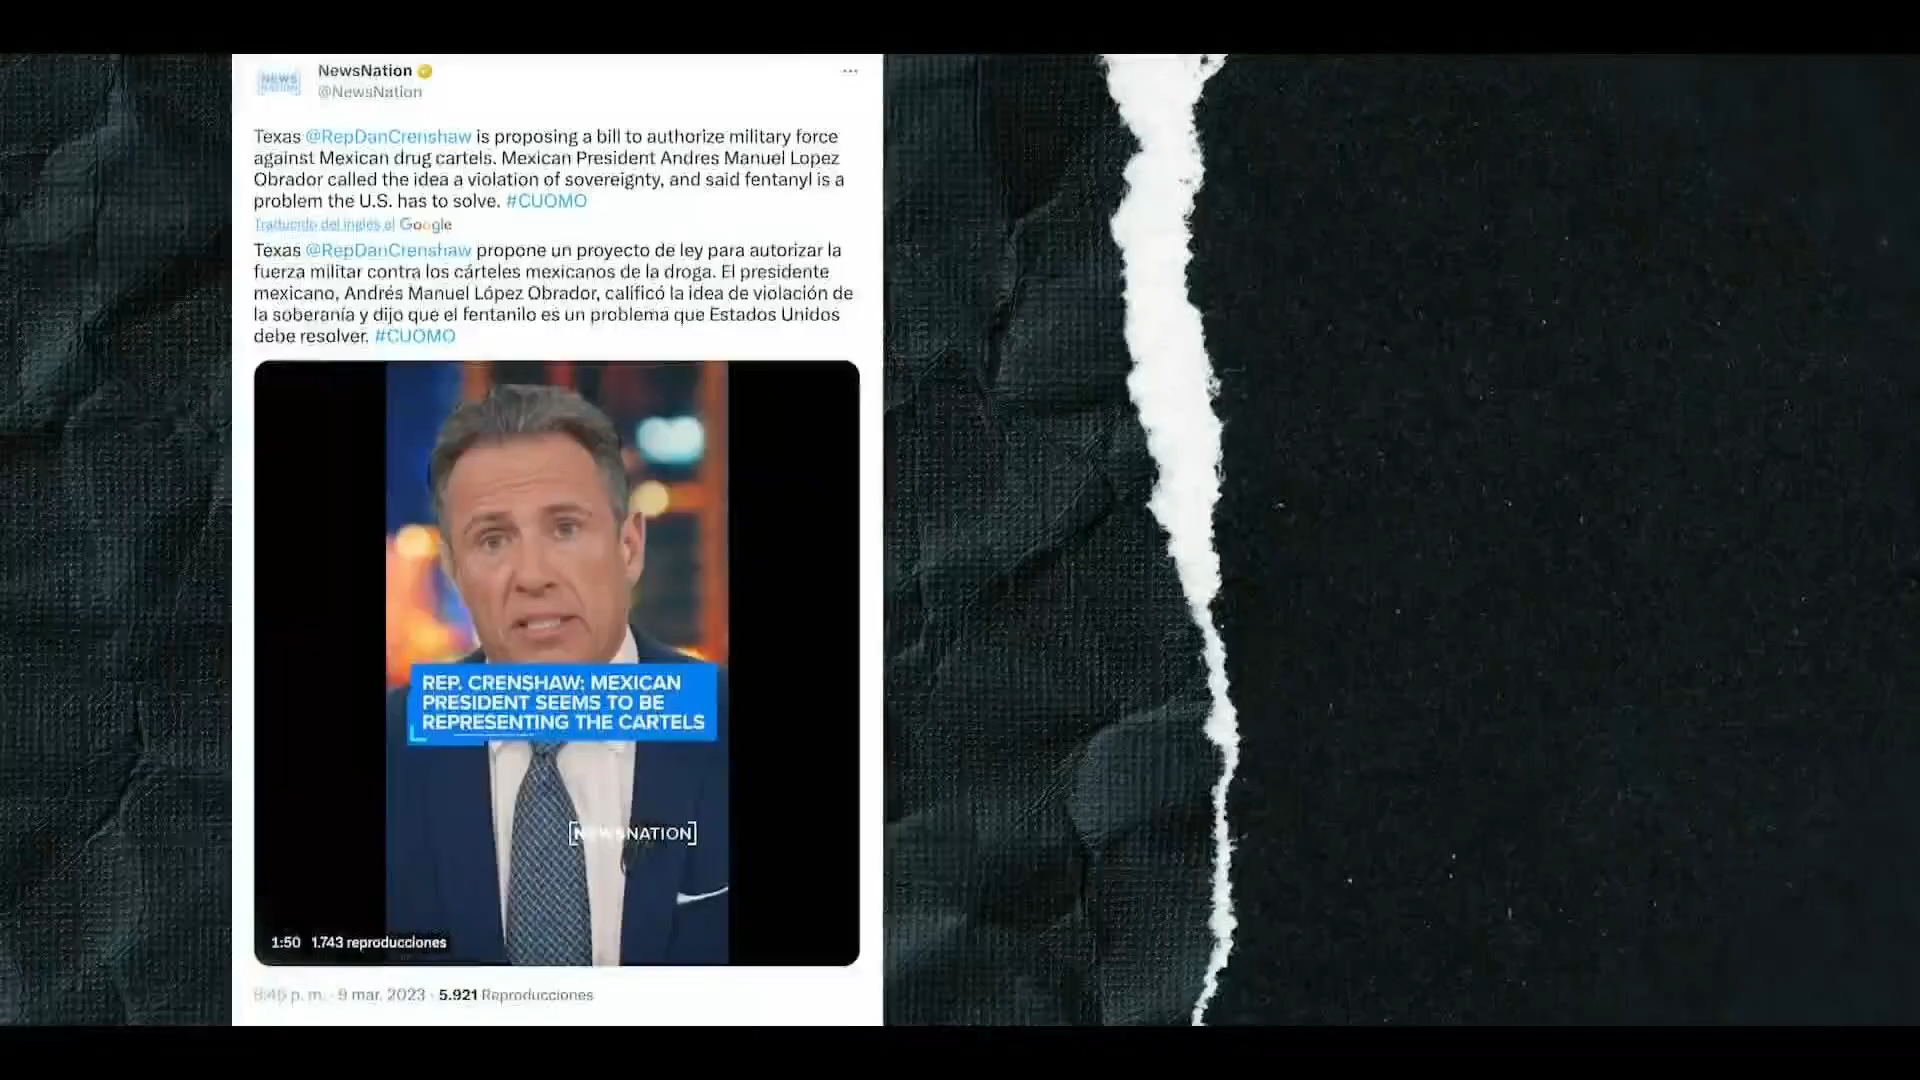 NewsNation
NEWS
NATION
@NewsNation
Texas @RepDanCrenshaw is proposing a bill to authorize military force
against Mexican drug cartels. Mexican President Andres Manuel Lopez
Obrador called the idea a violation of sovereignty, and said fentanyl is a
problem the U.S. has to solve. #CUOMO
Traducido del inglés al Google
Texas @RepDanCrenshaw propone un proyecto de ley para autorizar la
fuerza militar contra los cárteles mexicanos de la droga. El presidente
mexicano, Andrés Manuel López Obrador, calificó la idea de violación de
la soberanía y dijo que el fentanilo es un problema que Estados Unidos
debe resolver. #CUOMO
REP. CRENSHAW: MEXICAN
PRESIDENT SEEMS TO BE
REPRESENTING THE CARTELS
[NEWSNATION]
1:50 1.743 reproducciones
8:45 p. m. · 9 mar. 2023 · 5.921 Reproducciones